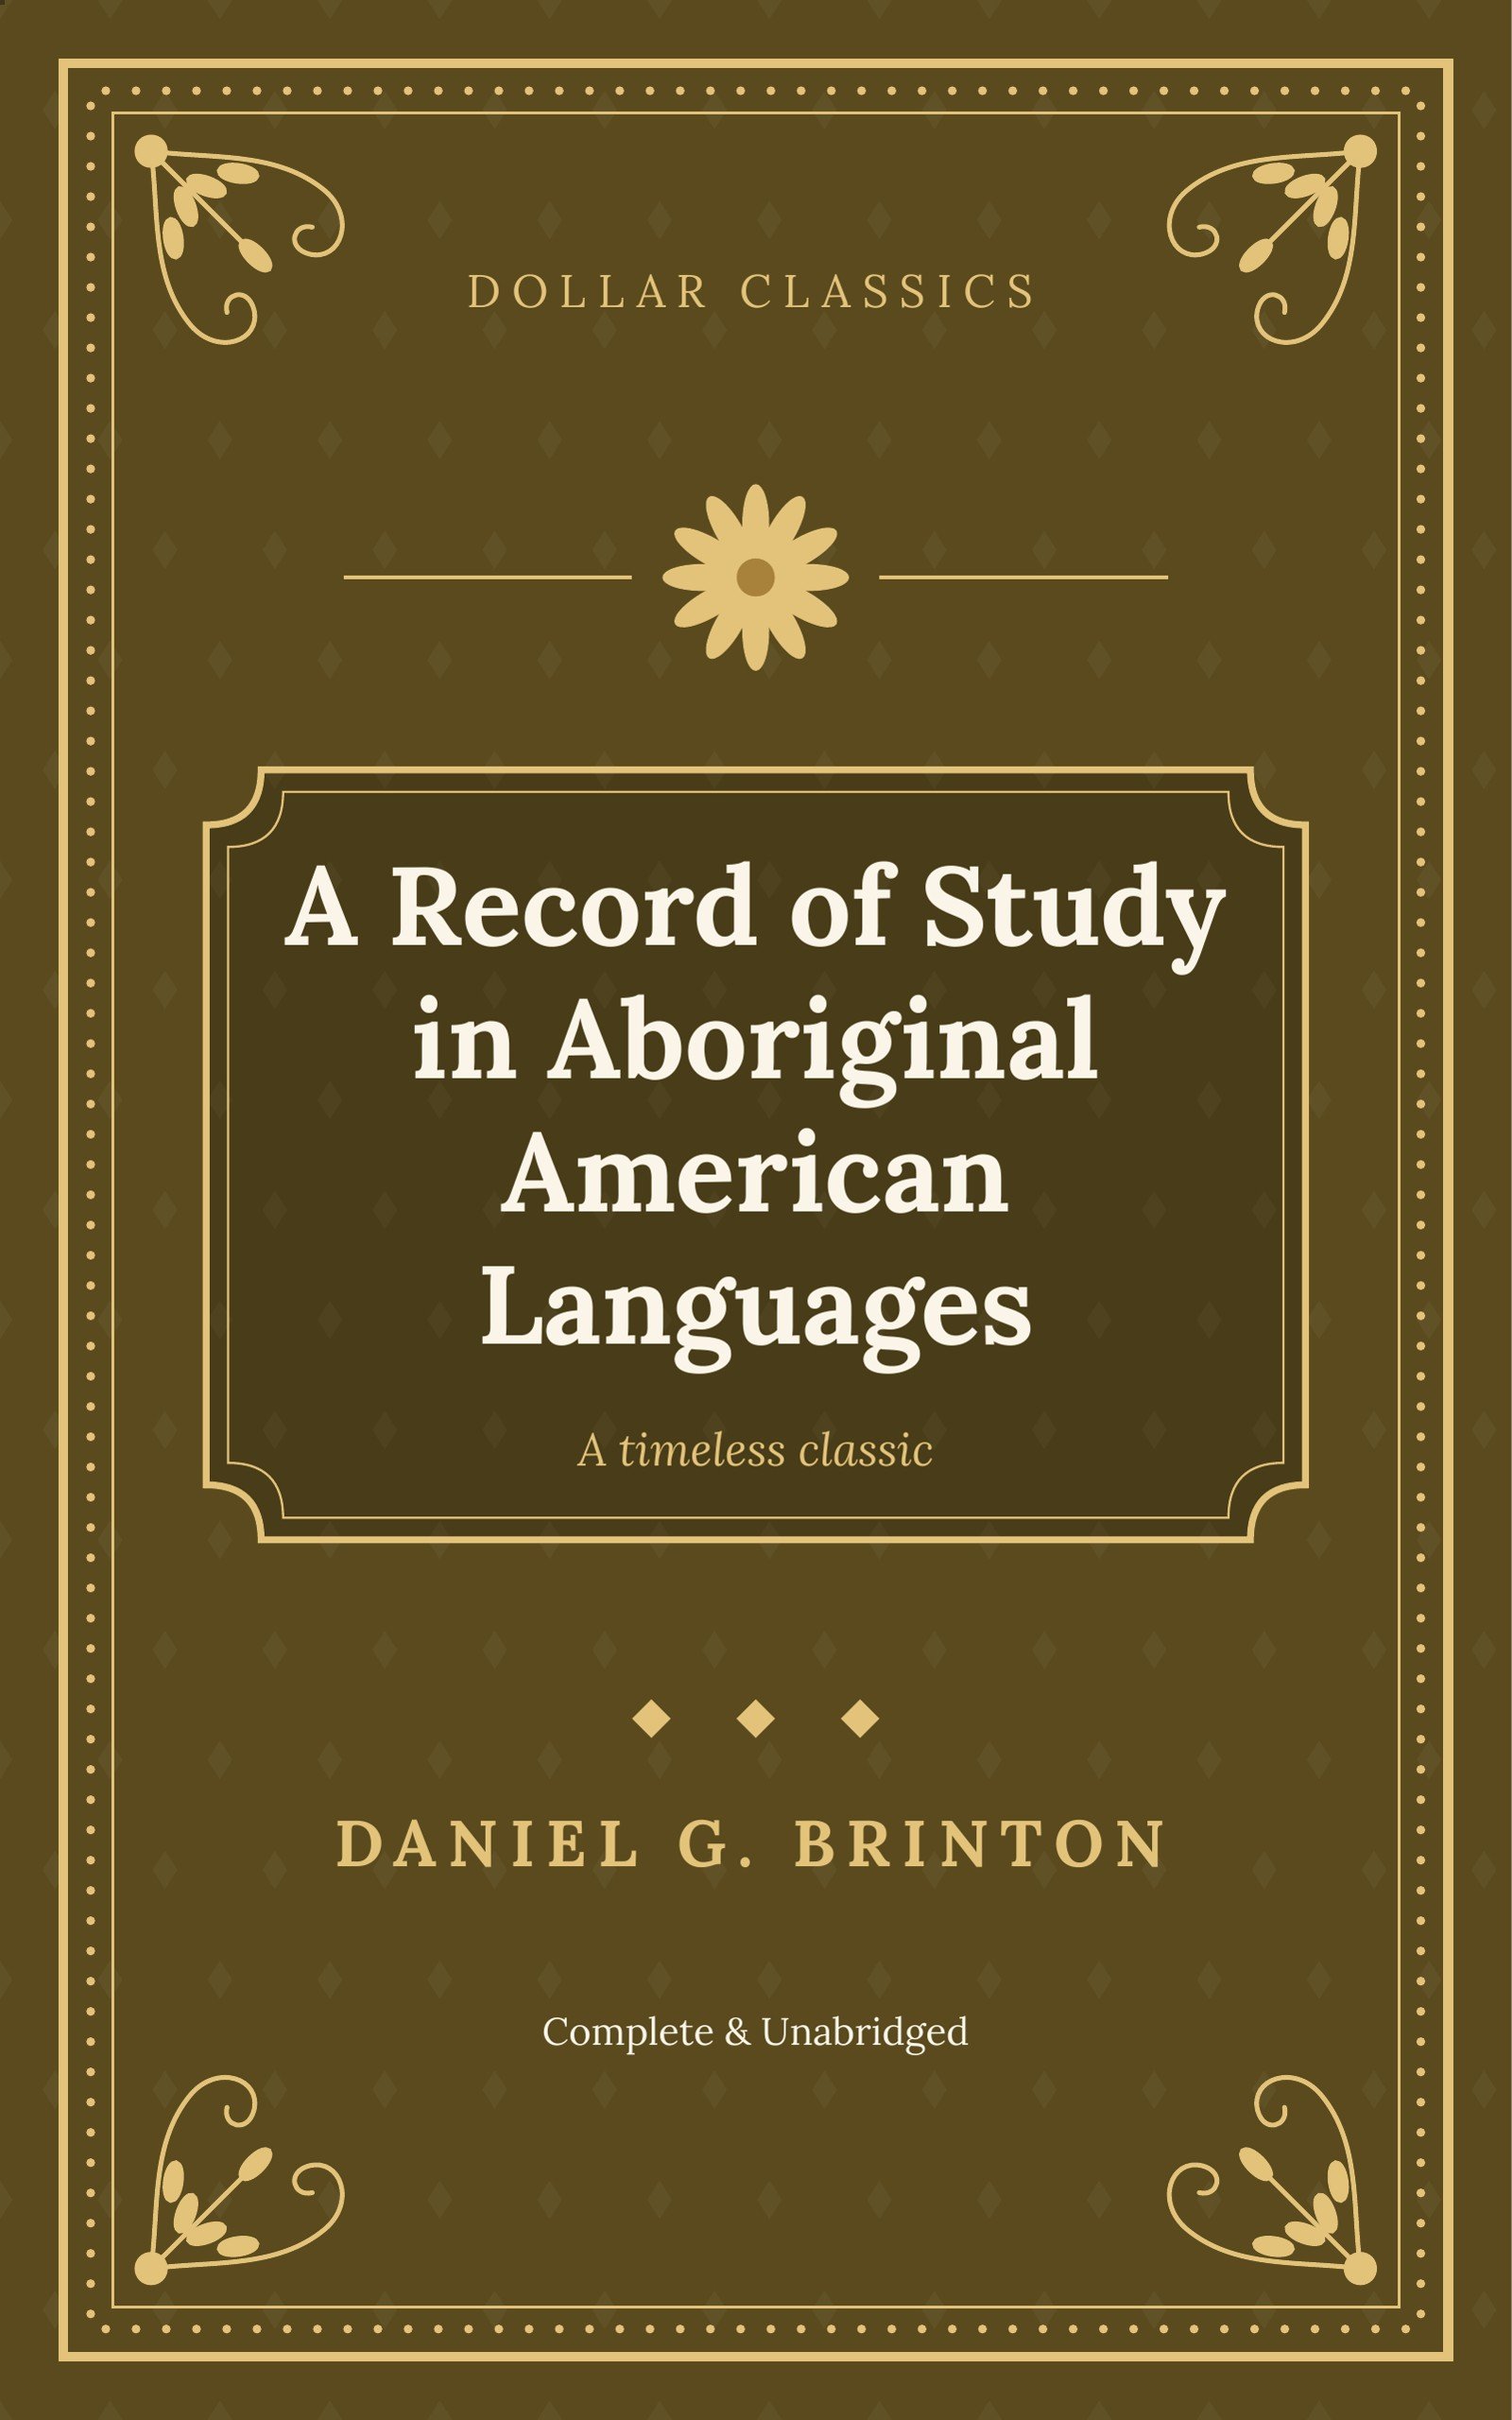 DOLLAR CLASSICS
A Record of Study
in Aboriginal
American
Languages
A timeless classic
DANIEL G. BRINTON
Complete & Unabridged